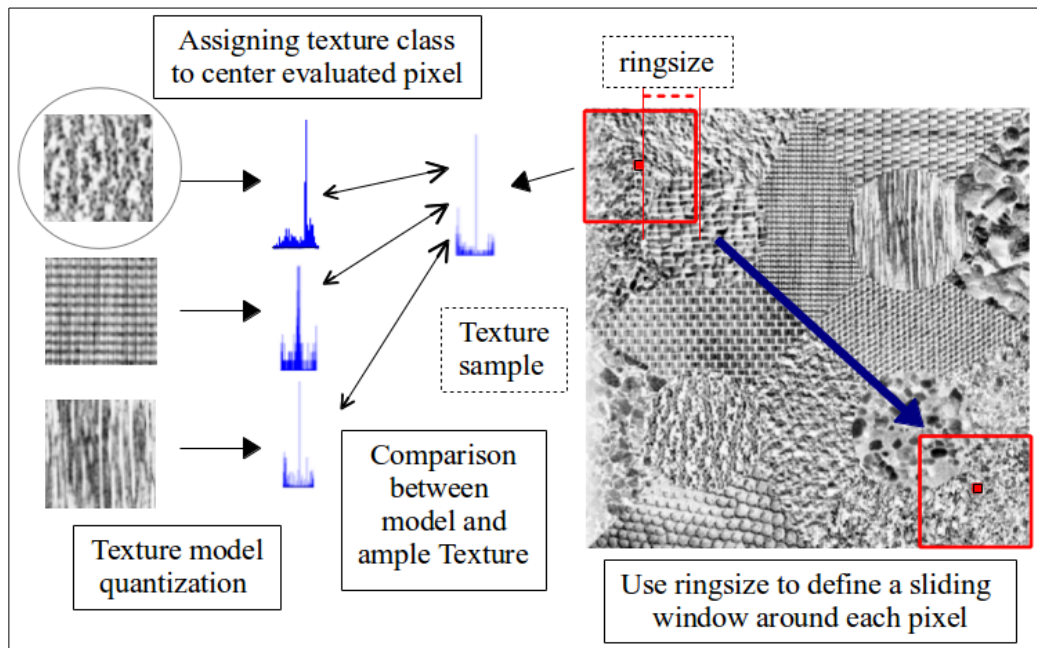 Assigning texture class
to center evaluated pixel
ringsize
Texture
sample
Comparison
between
model and
ample Texture
Texture model
quantization
Use ringsize to define a sliding
window around each pixel